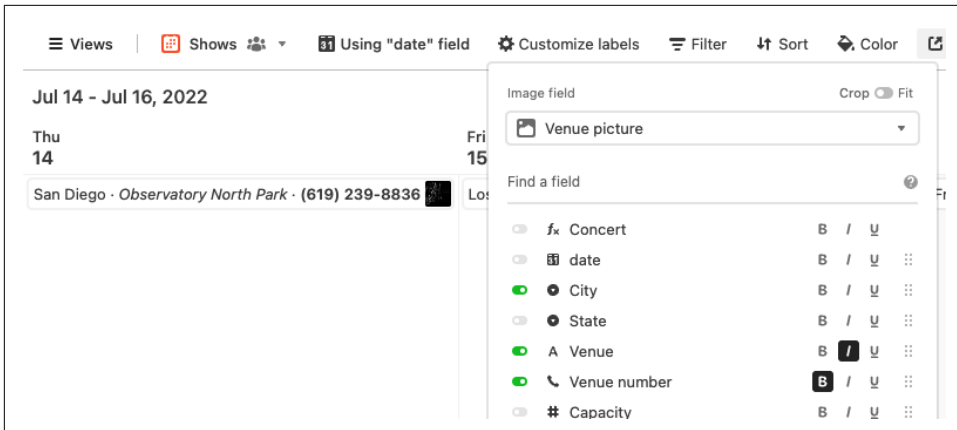 Views
Shows
Using "date" field
Customize labels
Filter
Sort
Color
Jul 14 - Jul 16, 2022
Thu
14
Fri
15
San Diego · Observatory North Park · (619) 239-8836
Los
Fr
Image field
Crop Fit
Venue picture
Find a field
Concert B I U
date B I U
City B I U
State B I U
Venue B I U
Venue number B I U
Capacity B I U